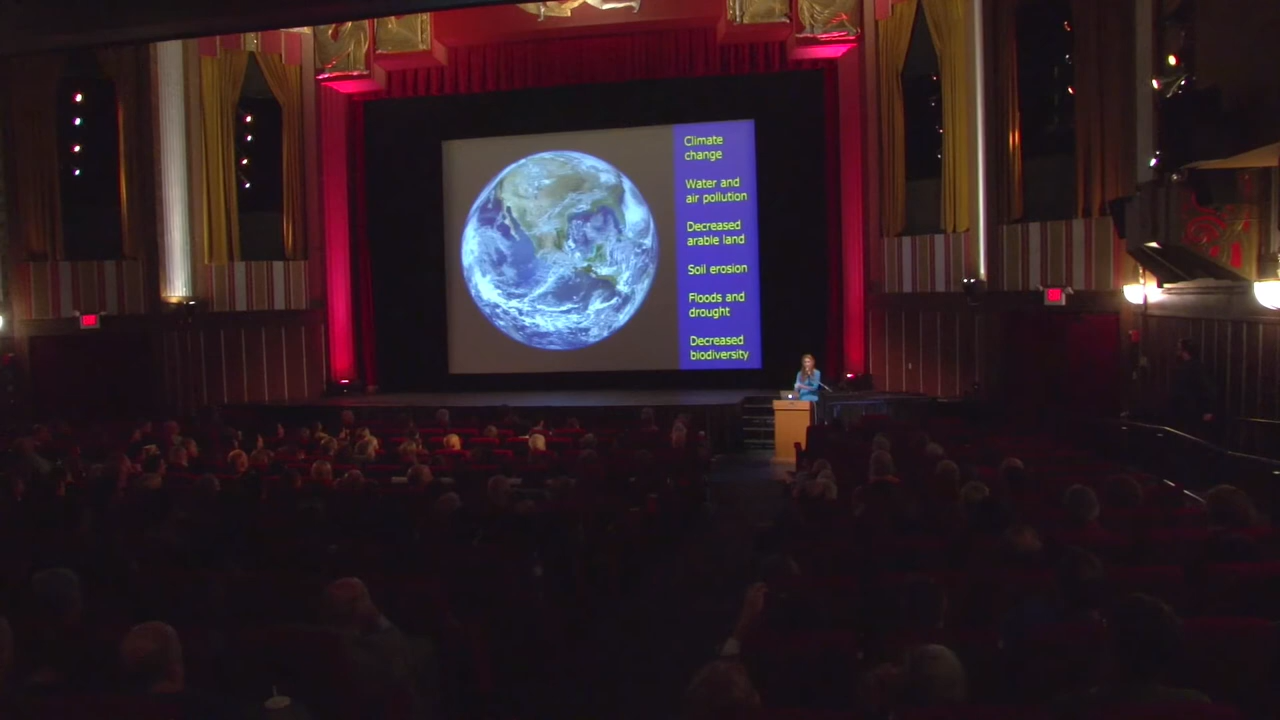 Climate
change
Water and
air pollution
Decreased
arable land
Soil erosion
Floods and
drought
Decreased
biodiversity